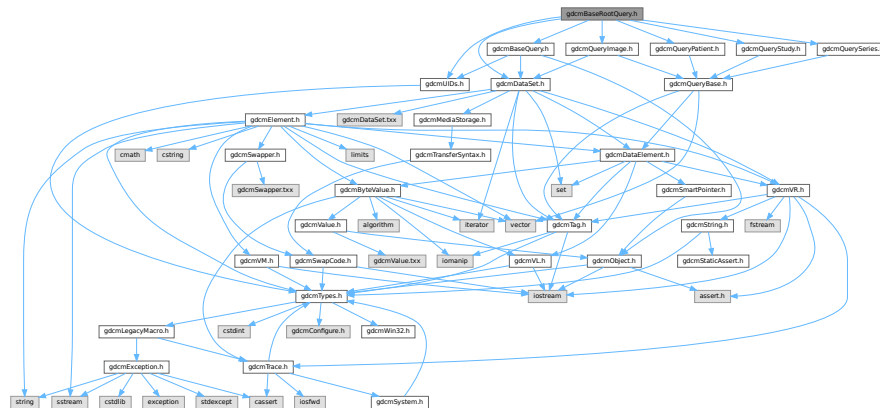 gdcmBaseRootQuery.h
gdcmBaseQuery.h
gdcmQueryImage.h
gdcmQueryPatient.h
gdcmQueryStudy.h
gdcmQuerySeries.
gdcmUIDs.h
gdcmDataSet.h
gdcmQueryBase.h
gdcmElement.h
gdcmDataSet.txx
gdcmMediaStorage.h
cmath
cstring
gdcmSwapper.h
limits
gdcmTransferSyntax.h
gdcmDataElement.h
gdcmSwapper.txx
gdcmByteValue.h
set
gdcmSmartPointer.h
gdcmVR.h
gdcmValue.h
algorithm
iterator
vector
gdcmTag.h
gdcmString.h
fstream
gdcmVM.h
gdcmSwapCode.h
gdcmValue.txx
iomanip
gdcmVL.h
gdcmObject.h
gdcmStaticAssert.h
gdcmTypes.h
iostream
assert.h
gdcmLegacyMacro.h
cstdint
gdcmConfigure.h
gdcmWin32.h
gdcmException.h
gdcmTrace.h
string
sstream
cstdlib
exception
stdexcept
cassert
iosfwd
gdcmSystem.h